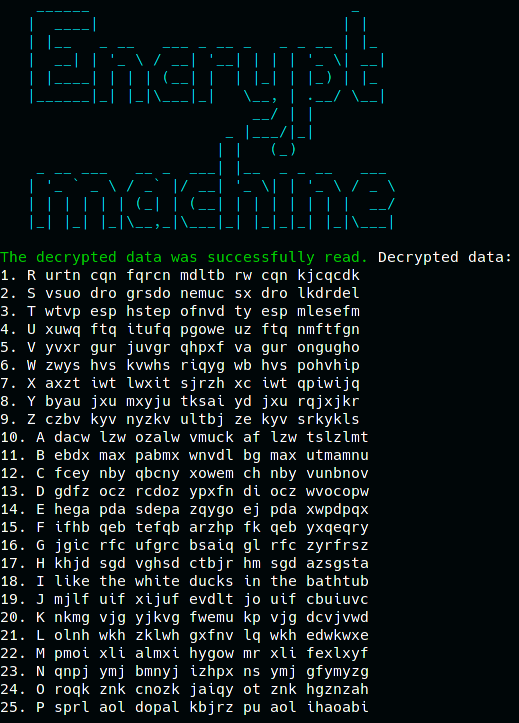 Encrypt
machine
The decrypted data was successfully read. Decrypted data:
1. R urtn cqn fqrcn mdltb rw cqn kjcqcdk
2. S vsuo dro grsdo nemuc sx dro lkdrdel
3. T wtvp esp hstep ofnvd ty esp mlesefm
4. U xuwq ftq itufq pgowe uz ftq nmftfgn
5. V yvxr gur juvgr qhpxf va gur ongugho
6. W zwys hvs kvwhs riqyg wb hvs pohvhip
7. X axzt iwt lwxit sjrzh xc iwt qpiwijq
8. Y byau jxu mxyju tksai yd jxu rqjxjkr
9. Z czbv kyv nyzkv ultbj ze kyv srkykls
10. A dacw lzw ozalw vmuck af lzw tslzlmt
11. B ebdx max pabmx wnvdl bg max utmamnu
12. C fcey nby qbcny xowem ch nby vunbnov
13. D gdfz ocz rcdoz ypxfn di ocz wvocopw
14. E hega pda sdepa zqygo ej pda xwpdpqx
15. F ifhb qeb tefqb arzhp fk qeb yxqeqry
16. G jgic rfc ufgrc bsaiq gl rfc zyrfrsz
17. H khjd sgd vghsd ctbjr hm sgd azsgsta
18. I like the white ducks in the bathtub
19. J mjlf uif xijuf evdlt jo uif cbuiuvc
20. K nkmg vjg yjkvg fwemu kp vjg dcvjvwd
21. L olnh wkh zklwh gxfnv lq wkh edwkwxe
22. M pmoi xli almxi hygow mr xli fexlxyf
23. N qnpj ymj bmnyj izhpx ns ymj gfymyzg
24. O roqk znk cnozk jaiqy ot znk hgznzah
25. P sprl aol dopal kbjrz pu aol ihaoabi